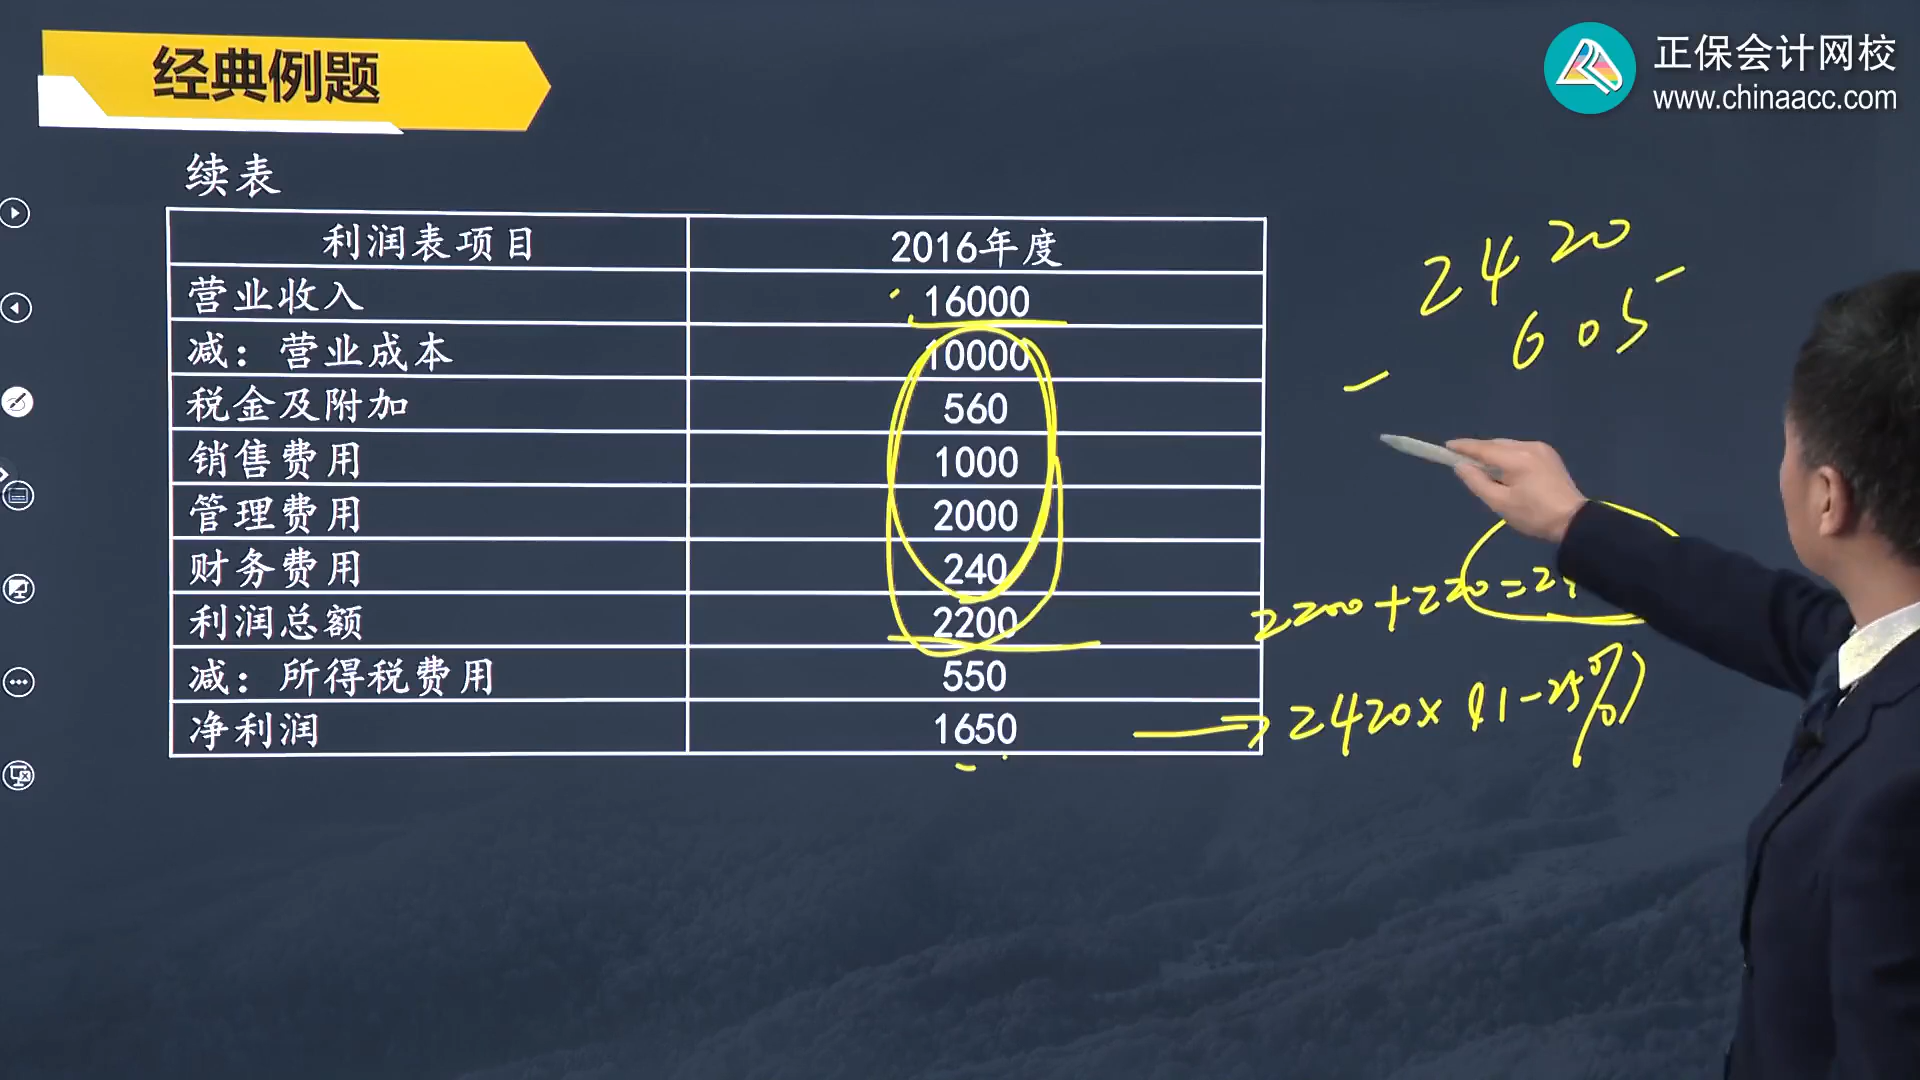 经典例题
正保会计网校
www.chinaacc.com
续表
利润表项目 2016年度
营业收入 16000
减：营业成本 10000
税金及附加 560
销售费用 1000
管理费用 2000
财务费用 240
利润总额 2200
减：所得税费用 550
净利润 1650
2420
605
2200+220=24
2420×(1-25%)